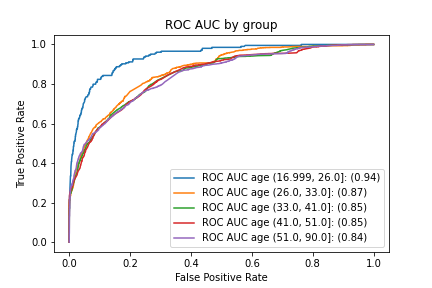 ROC AUC by group
True Positive Rate
1.0
0.8
0.6
0.4
0.2
0.0
ROC AUC age (16.999, 26.0]: (0.94)
ROC AUC age (26.0, 33.0]: (0.87)
ROC AUC age (33.0, 41.0]: (0.85)
ROC AUC age (41.0, 51.0]: (0.85)
ROC AUC age (51.0, 90.0]: (0.84)
0.0 0.2 0.4 0.6 0.8 1.0
False Positive Rate